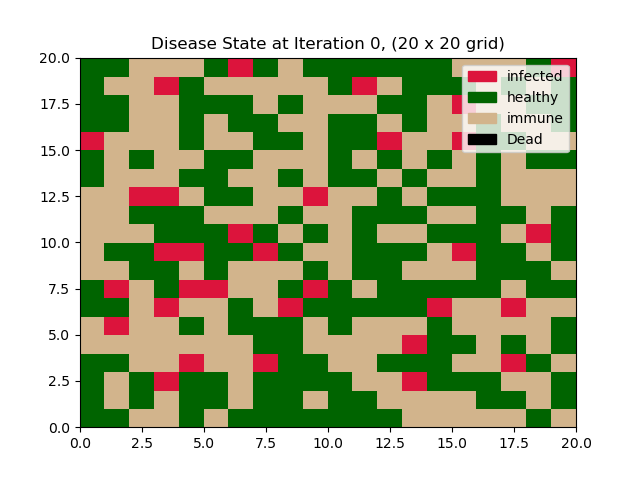 Disease State at Iteration 0, (20 x 20 grid)
20.0
17.5
15.0
12.5
10.0
7.5
5.0
2.5
0.0
infected
healthy
immune
Dead
0.0 2.5 5.0 7.5 10.0 12.5 15.0 17.5 20.0